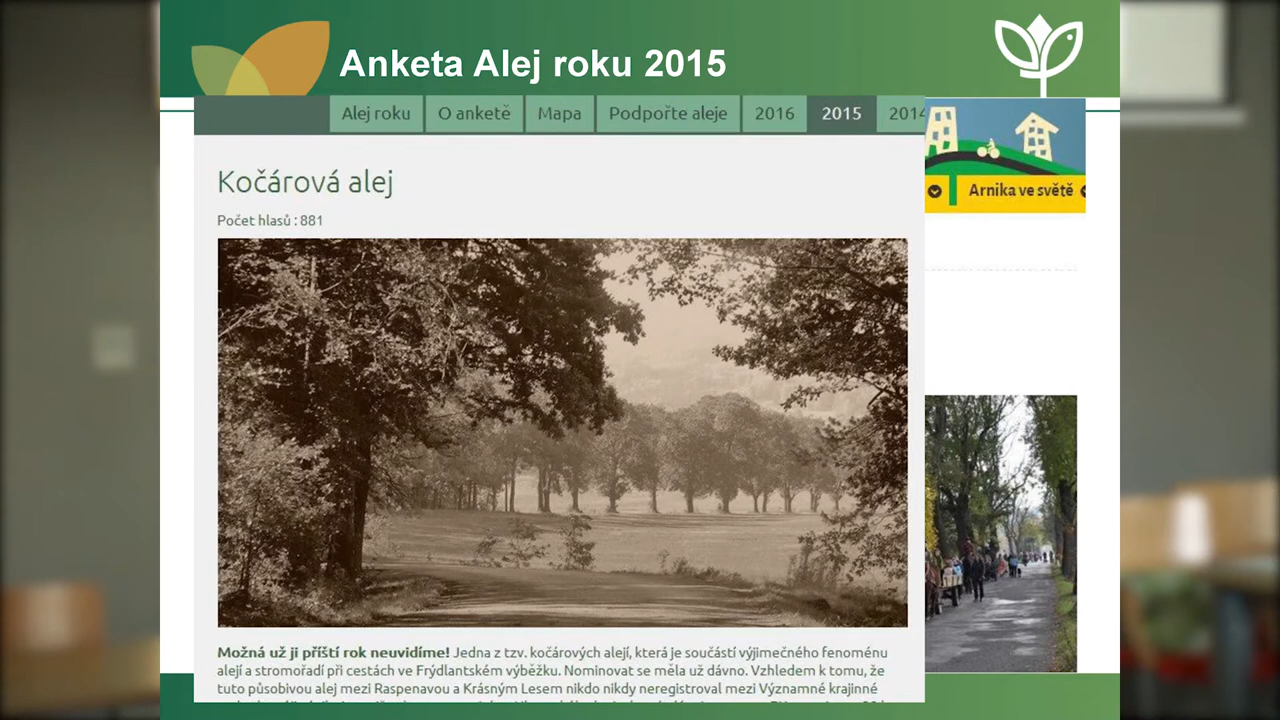 Anketa Alej roku 2015
Alej roku O anketě Mapa Podpořte aleje 2016 2015 2014
Arnika ve světě
Kočárová alej
Počet hlasů : 881
Možná už ji příští rok neuvidíme! Jedna z tzv. kočárových alejí, která je součástí výjimečného fenoménu
alejí a stromořadí při cestách ve Frýdlantském výběžku. Nominovat se měla už dávno. Vzhledem k tomu, že
tuto působivou alej mezi Raspenavou a Krásným Lesem nikdo nikdy neregistroval mezi Významné krajinné